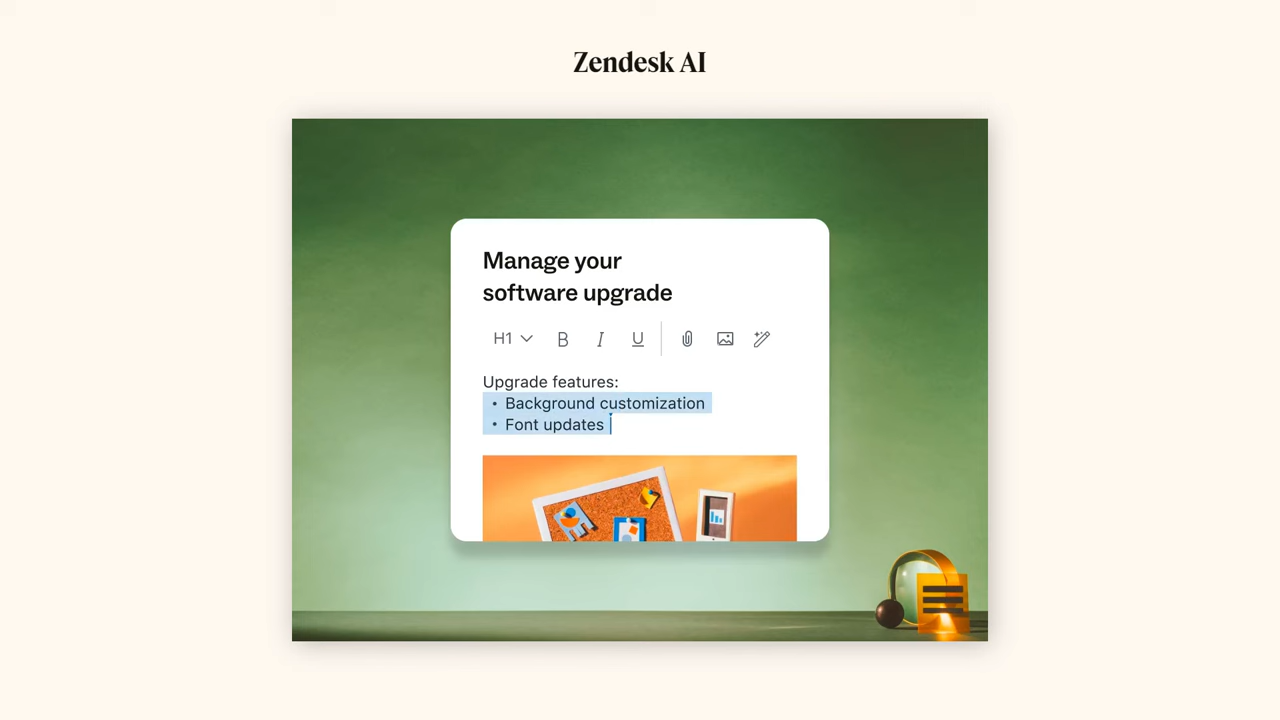 Zendesk AI
Manage your
software upgrade
H1 B I U
Upgrade features:
• Background customization
• Font updates